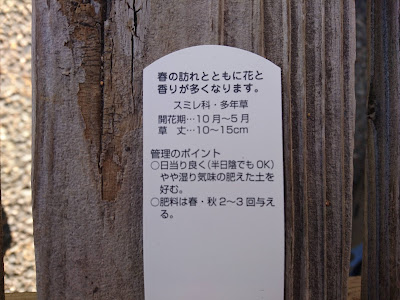 春の訪れとともに花と
香りが多くなります。
スミレ科・多年草
開花期…10月～5月
草　丈…10～15cm
管理のポイント
○日当り良く(半日陰でもOK)
やや湿り気味の肥えた土を
好む。
○肥料は春・秋2～3回与え
る。